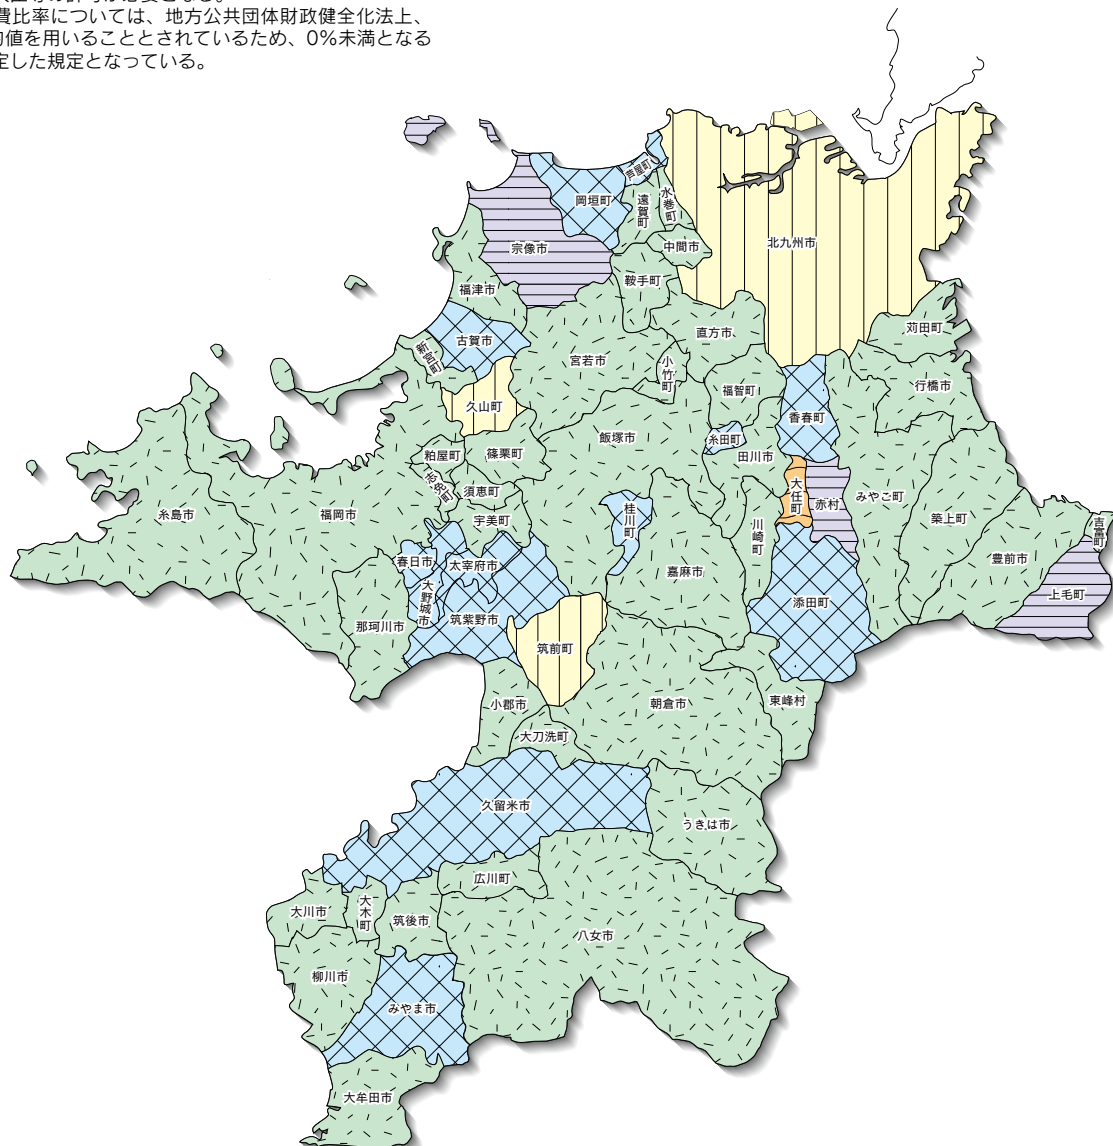 費比率については、地方公共団体財政健全化法上、
値を用いることとされているため、0%未満となる
定した規定となっている。
芦屋町
岡垣町
水巻町
遠賀町
北九州市
中間市
宗像市
鞍手町
福津市
苅田町
直方市
古賀市
新宮町
宮若市
小竹町
行橋市
福智町
久山町
香春町
飯塚市
糸田町
田川市
篠栗町
粕屋町
志免町
須恵町
大任町
みやこ町
赤村
糸島市
福岡市
宇美町
桂川町
川崎町
築上町
吉富町
豊前市
春日市
太宰府市
嘉麻市
上毛町
大野城市
添田町
筑紫野市
那珂川市
筑前町
東峰村
小郡市
朝倉市
大刀洗町
久留米市
うきは市
広川町
大川市
大木町
筑後市
八女市
柳川市
みやま市
大牟田市